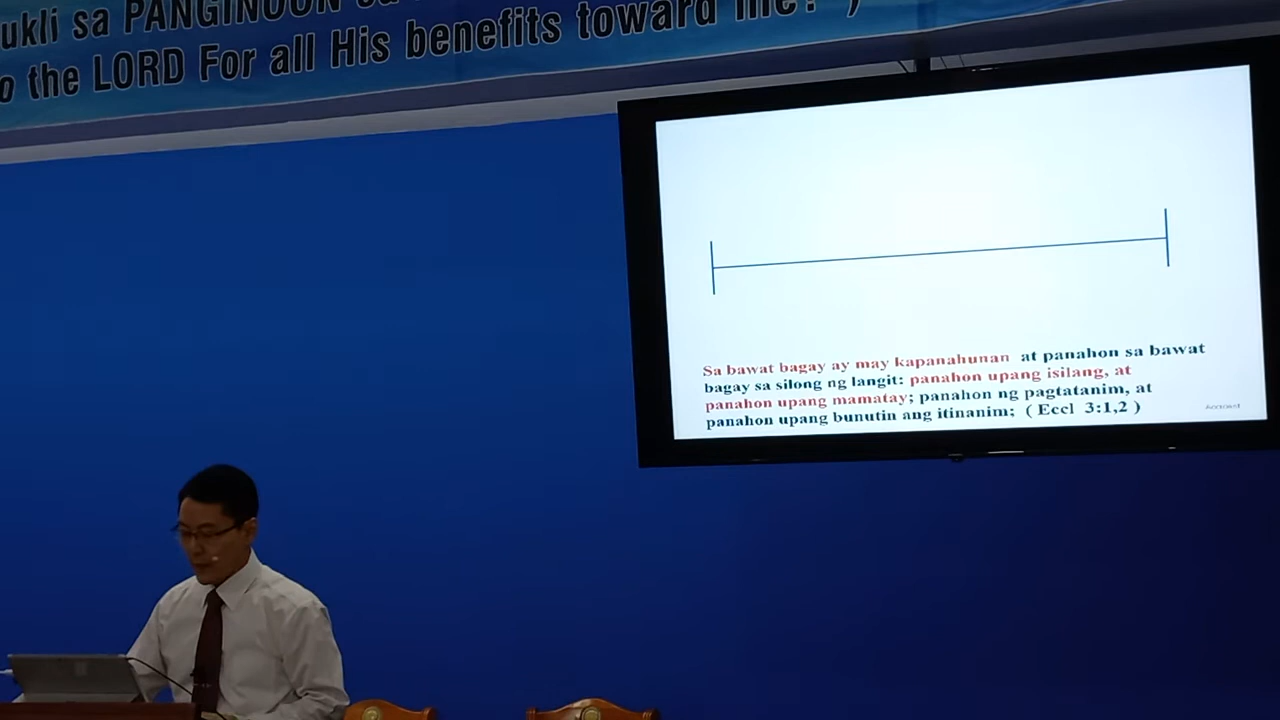 ukli sa PANGINOON
the LORD For all His benefits toward me? )
Sa bawat bagay ay may kapanahunan at panahon sa bawat
bagay sa silong ng langit: panahon upang isilang, at
panahon upang mamatay; panahon ng pagtatanim, at
panahon upang bunutin ang itinanim; ( Eccl 3:1,2 )